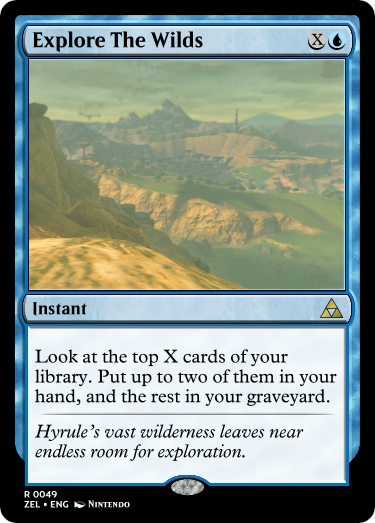 Explore The Wilds X
Instant
Look at the top X cards of your
library. Put up to two of them in your
hand, and the rest in your graveyard.
Hyrule's vast wilderness leaves near
endless room for exploration.
R 0049
ZEL • ENG Nintendo